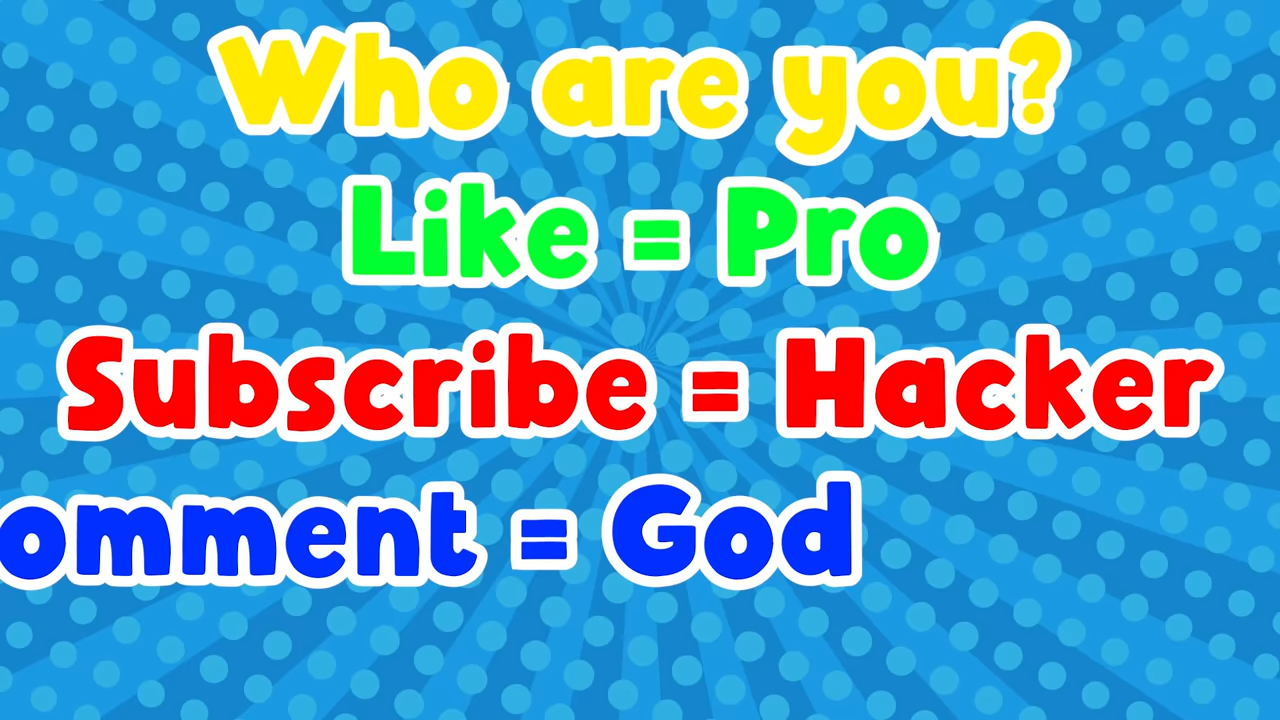 Who are you?
Like = Pro
Subscribe = Hacker
omment = God